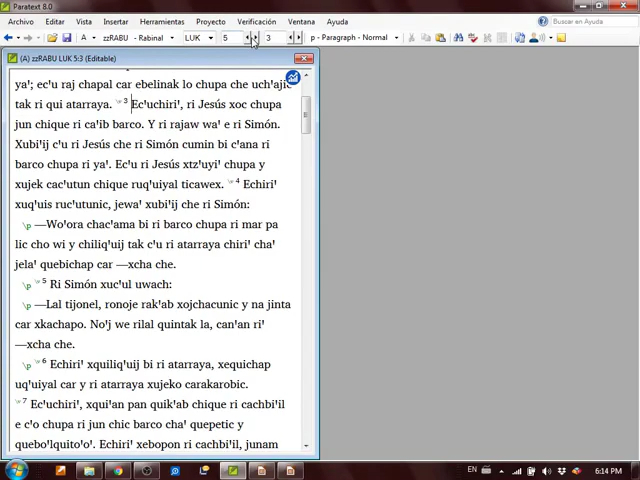 Paratext 8.0
Archivo Editar Vista Insertar Herramientas Proyecto Verificación Ventana Ayuda
Buscar en Ayuda
A zzRABU - Rabinal LUK 5 3 p - Paragraph - Normal
(A) zzRABU LUK 5:3 (Editable)
ya'; ec'u raj chapal car ebelinak lo chupa che uch'ajic
tak ri qui atarraya. \v 3 Ec'uchiri', ri Jesús xoc chupa
jun chique ri ca'ib barco. Y ri rajaw wa' e ri Simón.
Xubi'ij c'u ri Jesús che ri Simón cumin bi c'ana ri
barco chupa ri ya'. Ec'u ri Jesús xtz'uyi' chupa y
xujek cac'utun chique ruq'uiyal ticawex. \v 4 Echiri'
xuq'uis ruc'utunic, jewa' xubi'ij che ri Simón:
\p —Wo'ora chac'ama bi ri barco chupa ri mar pa
lic cho wi y chiliq'uij tak c'u ri atarraya chiri' cha'
jela' quebichap car —xcha che.
\p \v 5 Ri Simón xuc'ul uwach:
\p —Lal tijonel, ronoje rak'ab xojchacunic y na jinta
car xkachapo. No'j we rilal quintak la, can'an ri'
—xcha che.
\p \v 6 Echiri' xquiliq'uij bi ri atarraya, xequichap
uq'uiyal car y ri atarraya xujeko carakarobic.
\v 7 Ec'uchiri', xqui'an pan quik'ab chique ri cachbi'il
e c'o chupa ri jun chic barco cha' quepetic y
quebo'lquito'o'. Echiri' xebopon ri cachbi'il, junam
EN 6:14 PM